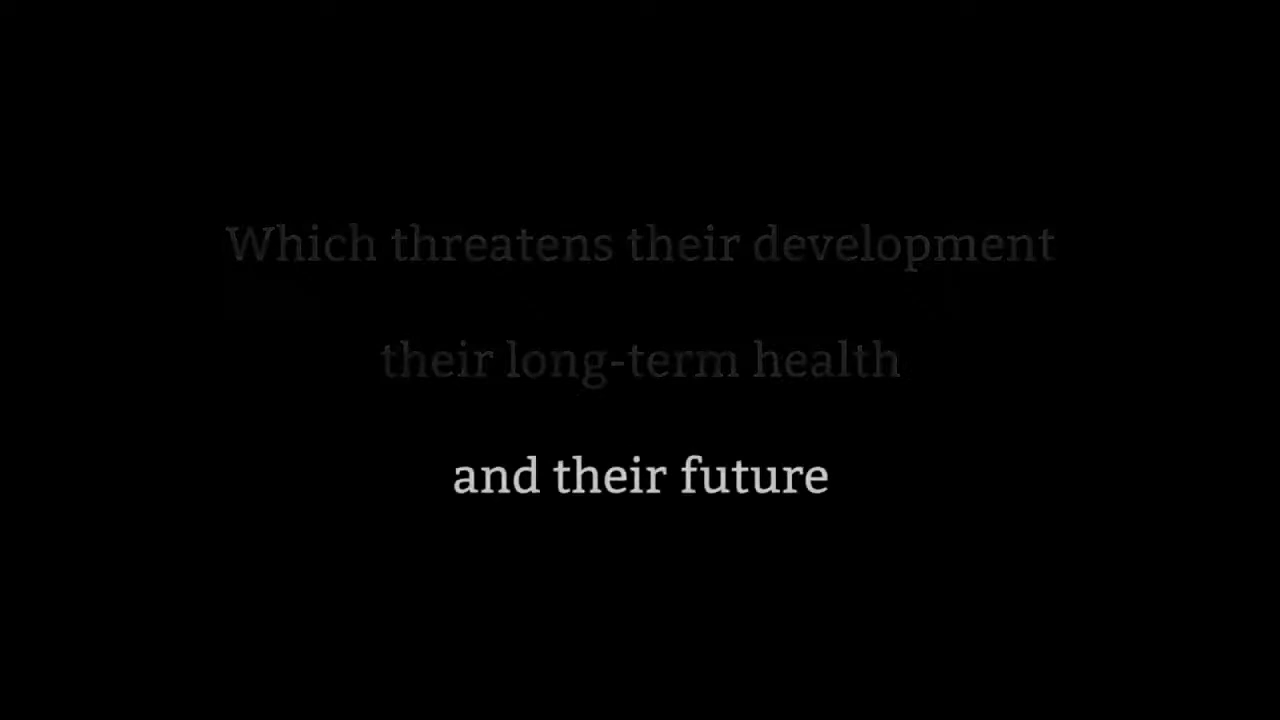 Which threatens their development
their long-term health
and their future